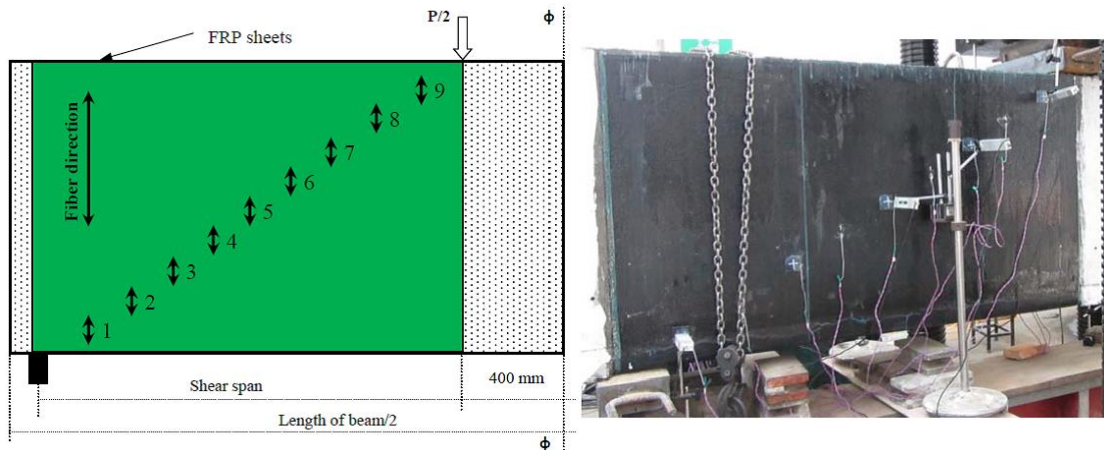 P/2
ϕ
FRP sheets
Fiber direction
9
8
7
6
5
4
3
2
1
Shear span
400 mm
Length of beam/2
ϕ